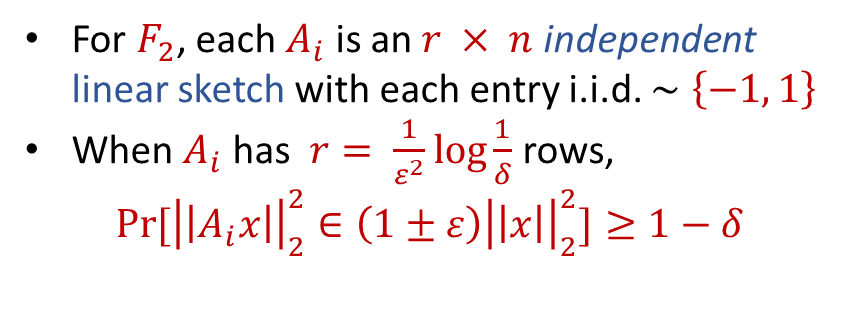 • For F₂, each Aᵢ is an r × n independent
linear sketch with each entry i.i.d. ~ {−1, 1}
• When Aᵢ has r = 1/ε² log 1/δ rows,
Pr[||Aᵢx||₂² ∈ (1 ± ε)||x||₂²] ≥ 1 − δ